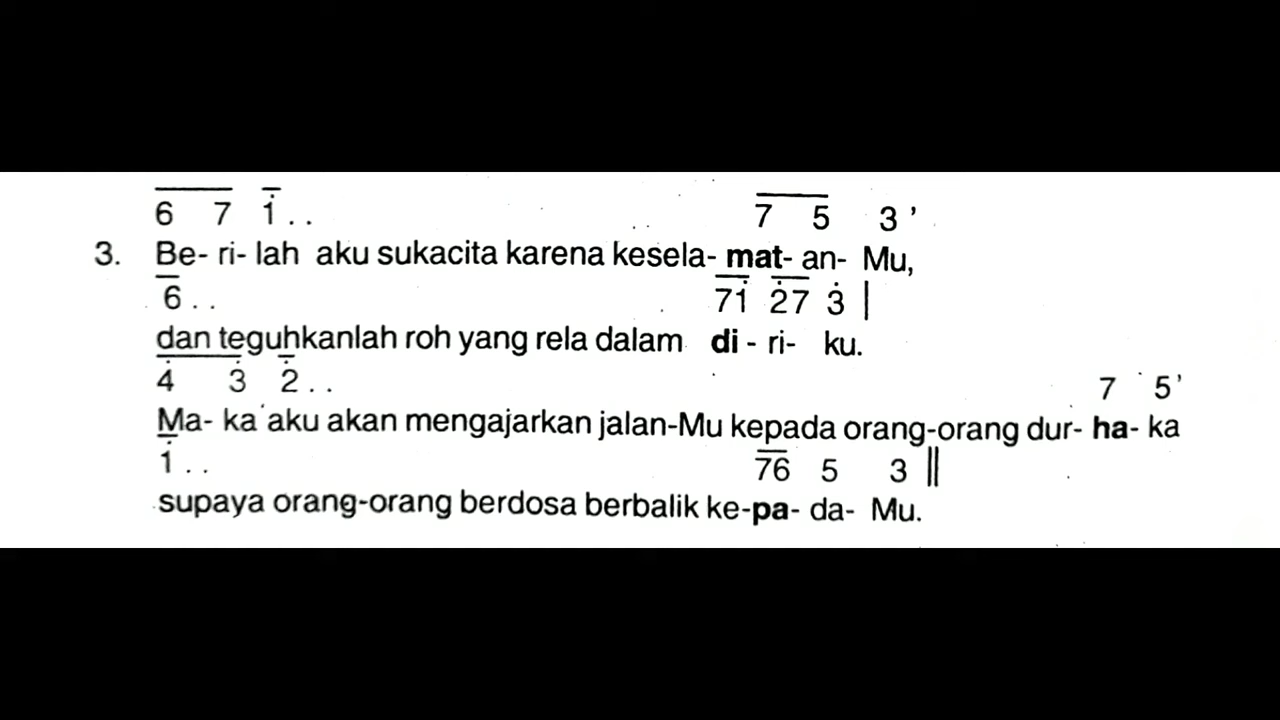 6 7 i̇ . . 7 5 3 ’
3. Be- ri- lah aku sukacita karena kesela- mat- an- Mu,
6 . . 71̇ 2̇7 3̇ |
dan teguhkanlah roh yang rela dalam di - ri- ku.
4̇ 3̇ 2̇ . . 7 5 ’
Ma- ka aku akan mengajarkan jalan-Mu kepada orang-orang dur- ha- ka
1̇ . . 76 5 3 ||
supaya orang-orang berdosa berbalik ke-pa- da- Mu.